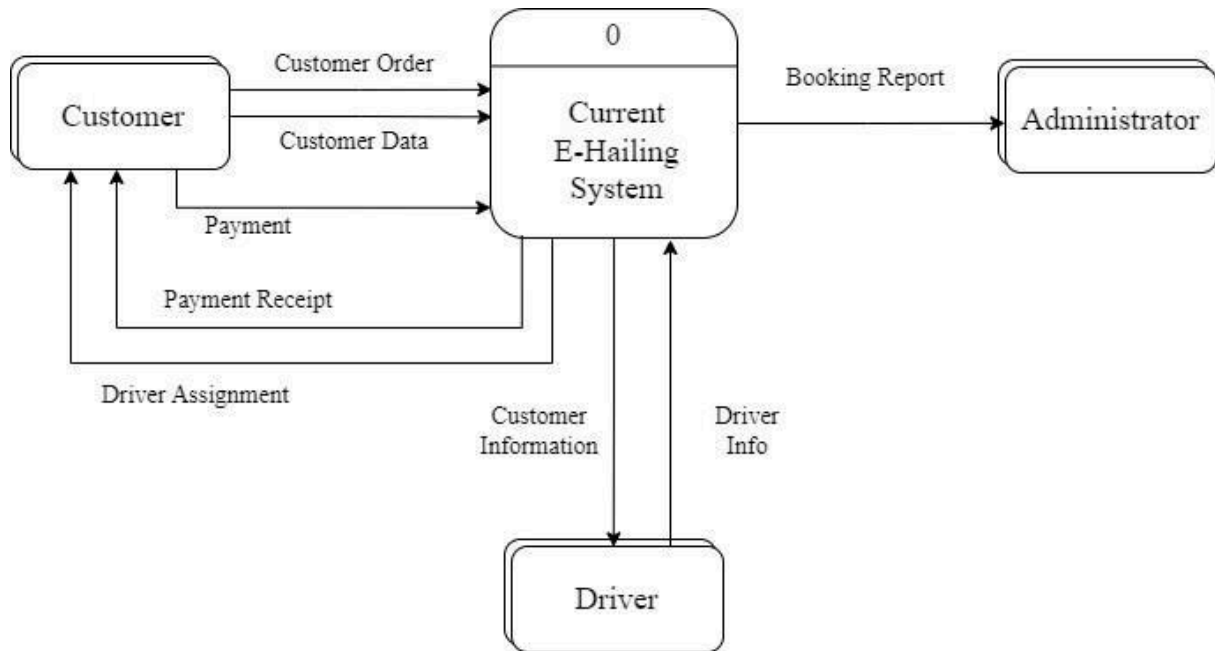 0
Customer Order
Booking Report
Customer
Current
E-Hailing
System
Administrator
Customer Data
Payment
Payment Receipt
Driver Assignment
Customer
Information
Driver
Info
Driver